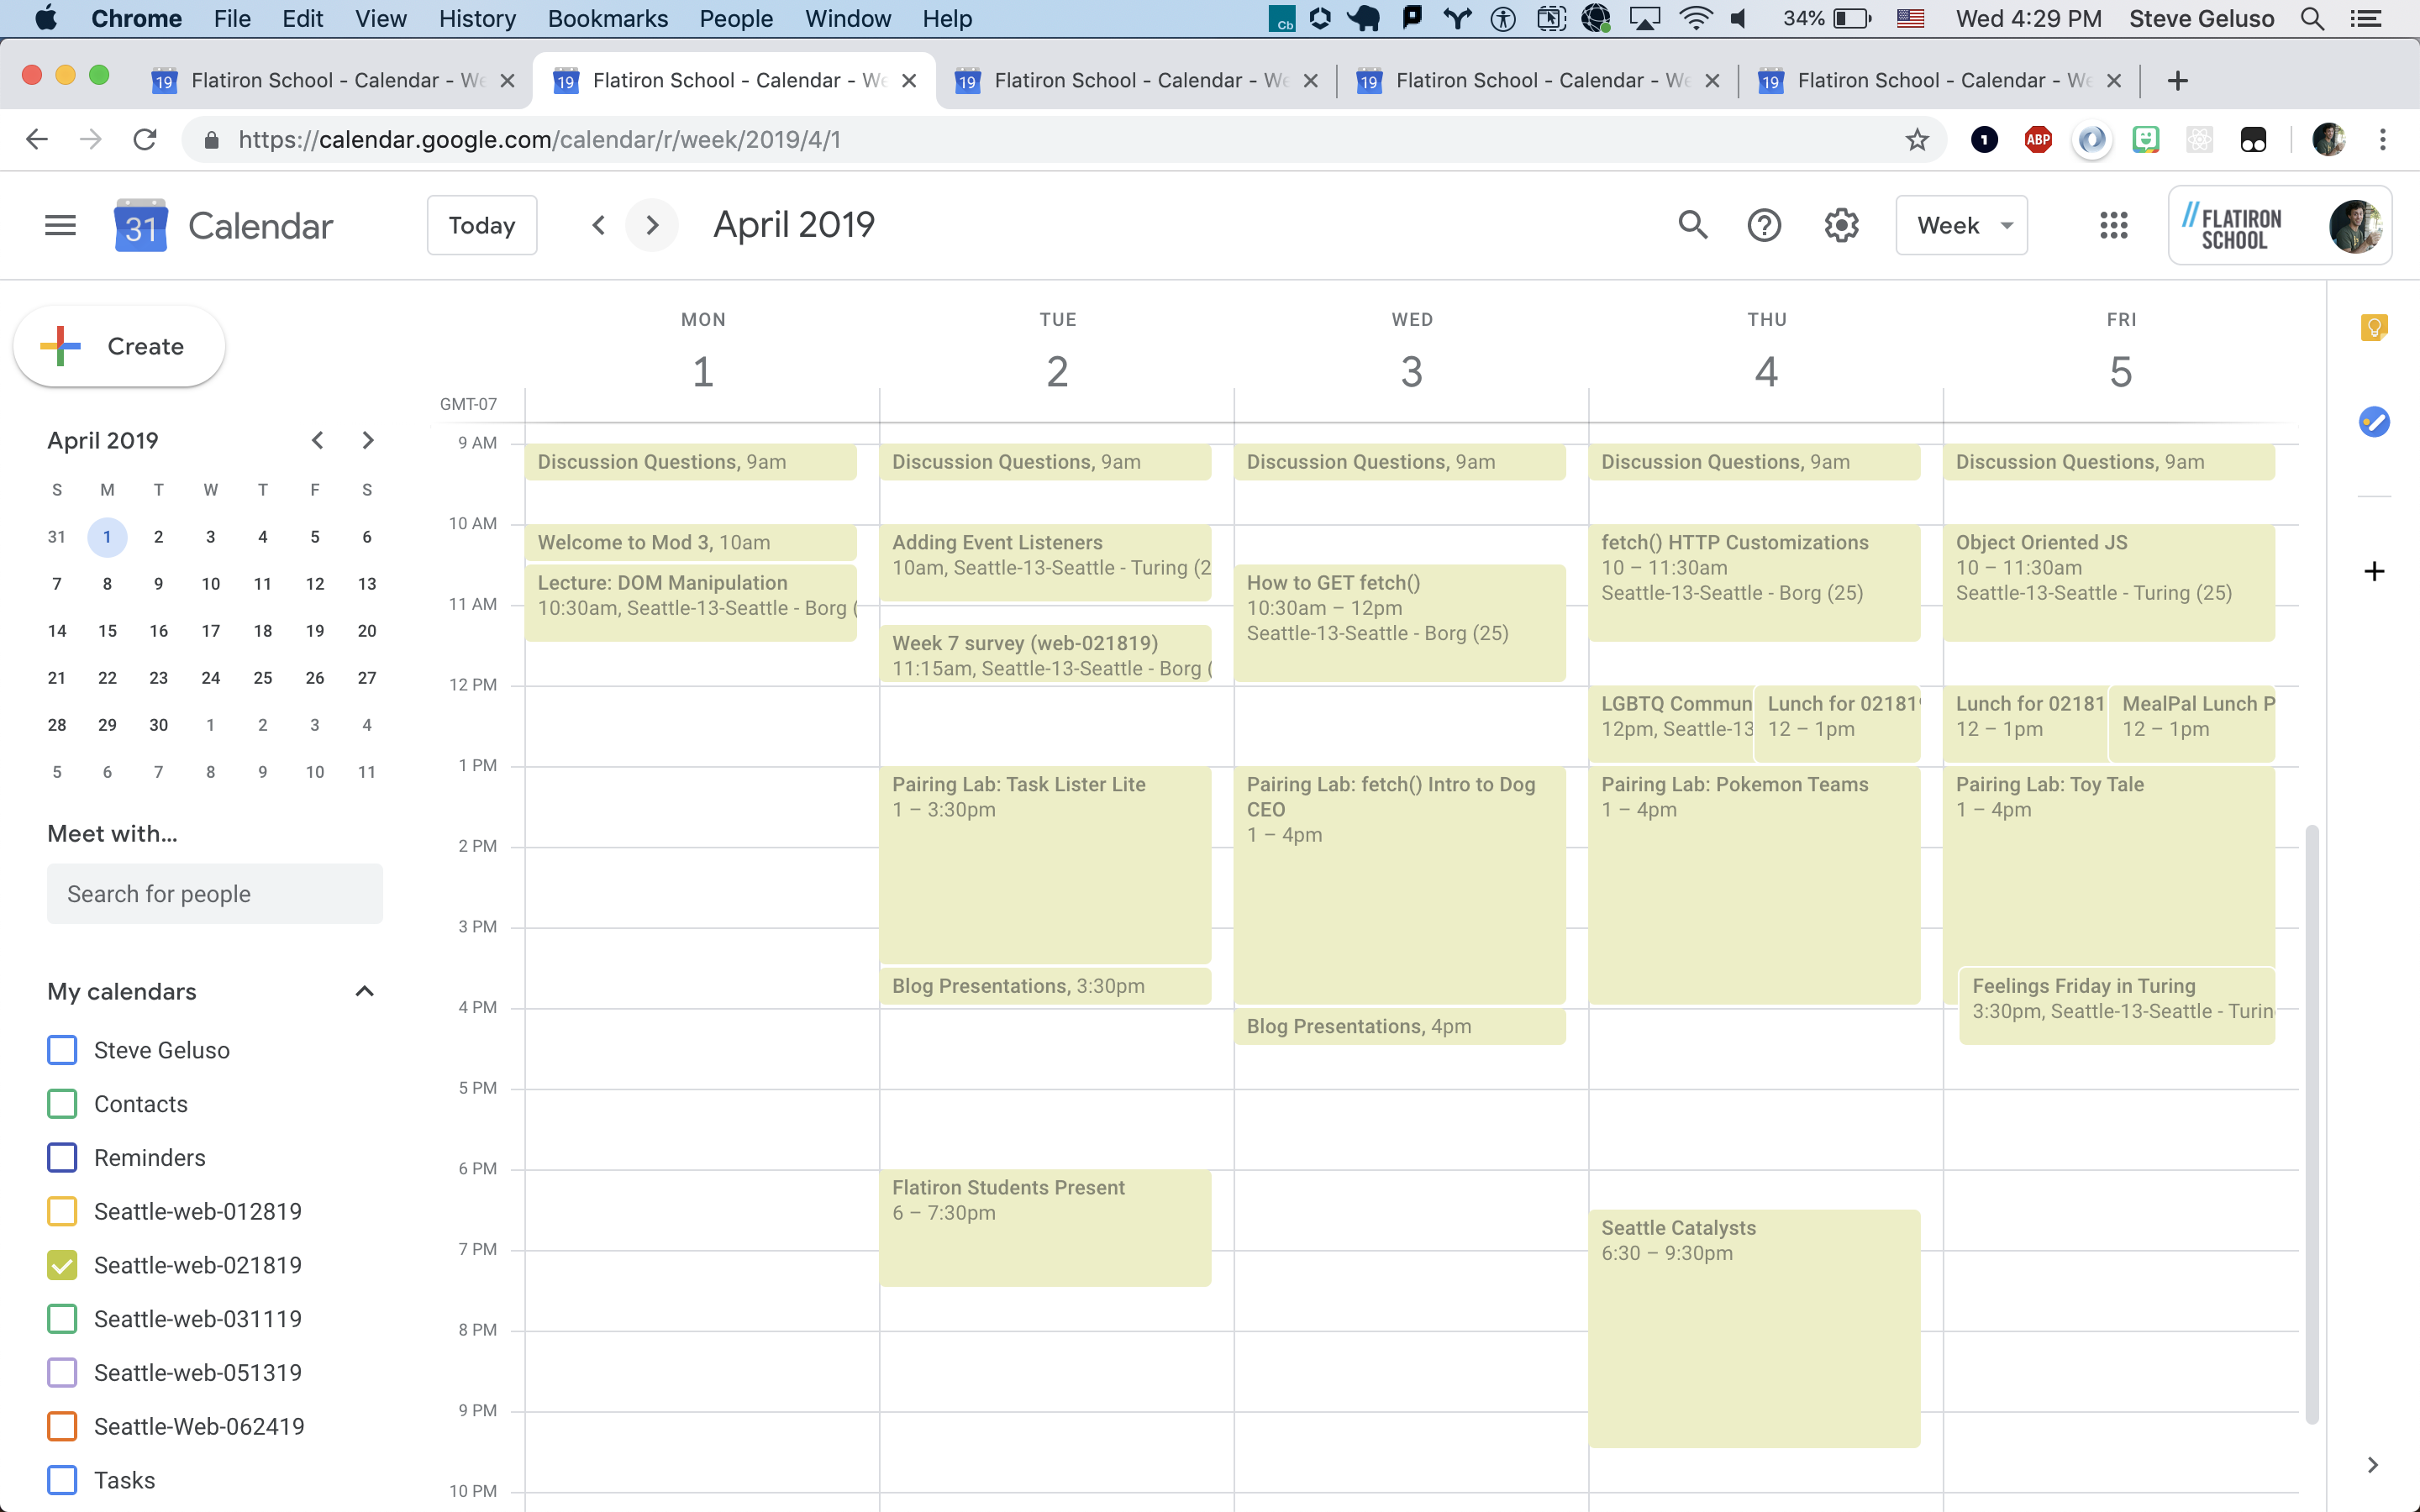 Chrome File Edit View History Bookmarks People Window Help Cb 34% Wed 4:29 PM Steve Geluso
19 Flatiron School - Calendar - We
19 Flatiron School - Calendar - We
19 Flatiron School - Calendar - We
19 Flatiron School - Calendar - We
19 Flatiron School - Calendar - We
https://calendar.google.com/calendar/r/week/2019/4/1
1 ABP
31 Calendar Today April 2019 Week
FLATIRON
SCHOOL
Create
April 2019
S M T W T F S
31 1 2 3 4 5 6
7 8 9 10 11 12 13
14 15 16 17 18 19 20
21 22 23 24 25 26 27
28 29 30 1 2 3 4
5 6 7 8 9 10 11
Meet with...
Search for people
My calendars
Steve Geluso
Contacts
Reminders
Seattle-web-012819
Seattle-web-021819
Seattle-web-031119
Seattle-web-051319
Seattle-Web-062419
Tasks
GMT-07
9 AM
10 AM
11 AM
12 PM
1 PM
2 PM
3 PM
4 PM
5 PM
6 PM
7 PM
8 PM
9 PM
10 PM
MON
1
Discussion Questions, 9am
Welcome to Mod 3, 10am
Lecture: DOM Manipulation
10:30am, Seattle-13-Seattle - Borg (
TUE
2
Discussion Questions, 9am
Adding Event Listeners
10am, Seattle-13-Seattle - Turing (2
Week 7 survey (web-021819)
11:15am, Seattle-13-Seattle - Borg (
Pairing Lab: Task Lister Lite
1 – 3:30pm
Blog Presentations, 3:30pm
Flatiron Students Present
6 – 7:30pm
WED
3
Discussion Questions, 9am
How to GET fetch()
10:30am – 12pm
Seattle-13-Seattle - Borg (25)
Pairing Lab: fetch() Intro to Dog
CEO
1 – 4pm
Blog Presentations, 4pm
THU
4
Discussion Questions, 9am
fetch() HTTP Customizations
10 – 11:30am
Seattle-13-Seattle - Borg (25)
LGBTQ Commun
12pm, Seattle-13
Lunch for 02181
12 – 1pm
Pairing Lab: Pokemon Teams
1 – 4pm
Seattle Catalysts
6:30 – 9:30pm
FRI
5
Discussion Questions, 9am
Object Oriented JS
10 – 11:30am
Seattle-13-Seattle - Turing (25)
Lunch for 02181
12 – 1pm
MealPal Lunch P
12 – 1pm
Pairing Lab: Toy Tale
1 – 4pm
Feelings Friday in Turing
3:30pm, Seattle-13-Seattle - Turin